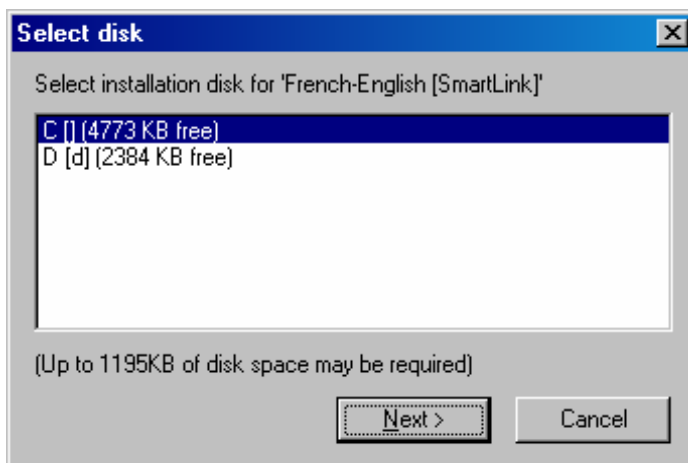 Select disk
Select installation disk for 'French-English [SmartLink]'
C [] (4773 KB free)
D [d] (2384 KB free)
(Up to 1195KB of disk space may be required)
Next >
Cancel